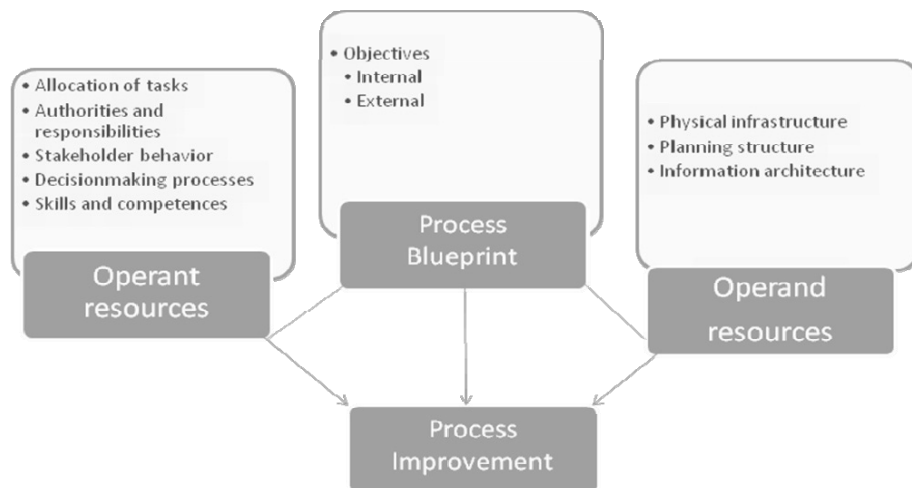 • Allocation of tasks
• Authorities and
responsibilities
• Stakeholder behavior
• Decisionmaking processes
• Skills and competences
Operant
resources
• Objectives
• Internal
• External
Process
Blueprint
• Physical infrastructure
• Planning structure
• Information architecture
Operand
resources
Process
Improvement